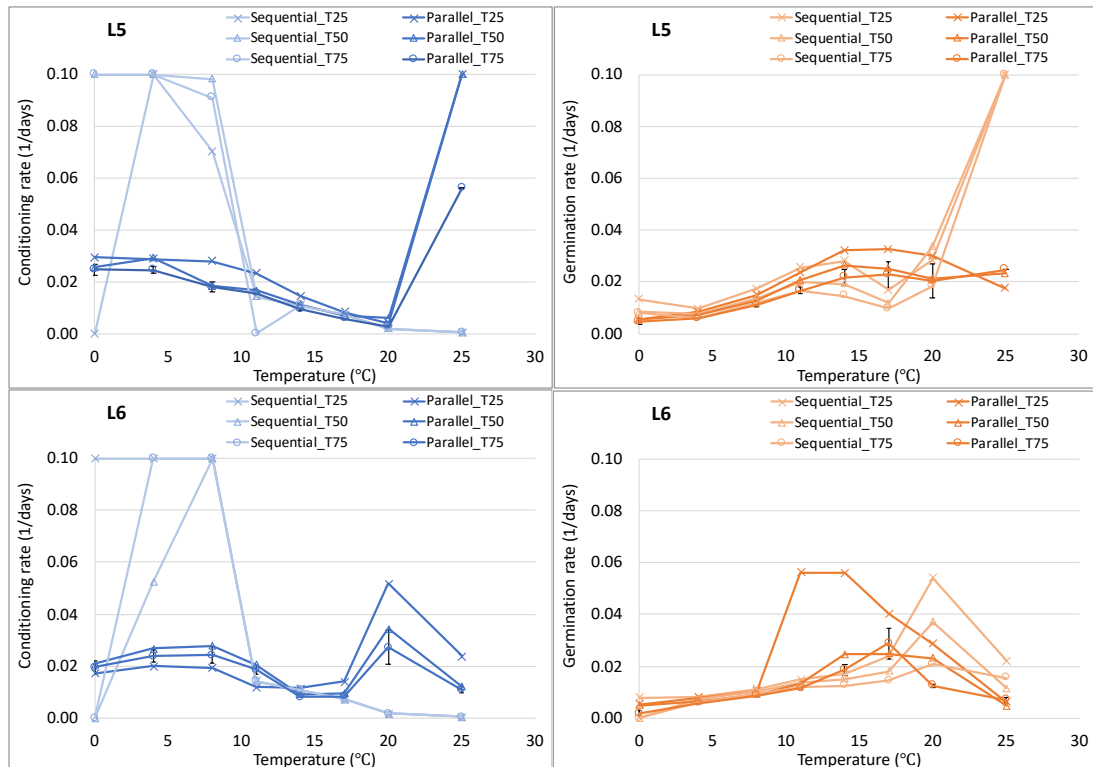 L5
Sequential_T25 Parallel_T25
Sequential_T50 Parallel_T50
Sequential_T75 Parallel_T75
Conditioning rate (1/days)
0.10
0.08
0.06
0.04
0.02
0.00
0 5 10 15 20 25 30
Temperature (°C)
L5
Sequential_T25 Parallel_T25
Sequential_T50 Parallel_T50
Sequential_T75 Parallel_T75
Germination rate (1/days)
0.10
0.08
0.06
0.04
0.02
0.00
0 5 10 15 20 25 30
Temperature (°C)
L6
Sequential_T25 Parallel_T25
Sequential_T50 Parallel_T50
Sequential_T75 Parallel_T75
Conditioning rate (1/days)
0.10
0.08
0.06
0.04
0.02
0.00
0 5 10 15 20 25 30
Temperature (°C)
L6
Sequential_T25 Parallel_T25
Sequential_T50 Parallel_T50
Sequential_T75 Parallel_T75
Germination rate (1/days)
0.10
0.08
0.06
0.04
0.02
0.00
0 5 10 15 20 25 30
Temperature (°C)